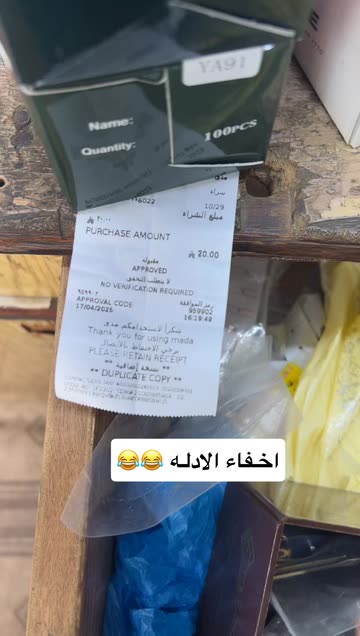 YA91
Name:
Quantity:
100PCS
شراء
10/29
مبلغ الشراء
PURCHASE AMOUNT
20.00
مقبولة
APPROVED
لا يتطلب التحقق
NO VERIFICATION REQUIRED
رمز الموافقة
APPROVAL CODE
959902
17/04/2025
16:19:49
شكرا لاستخدامكم مدى
Thank you for using mada
يرجى الاحتفاظ بالايصال
PLEASE RETAIN RECEIPT
** نسخة إضافية **
** DUPLICATE COPY **
اخفاء الادله 😂😂